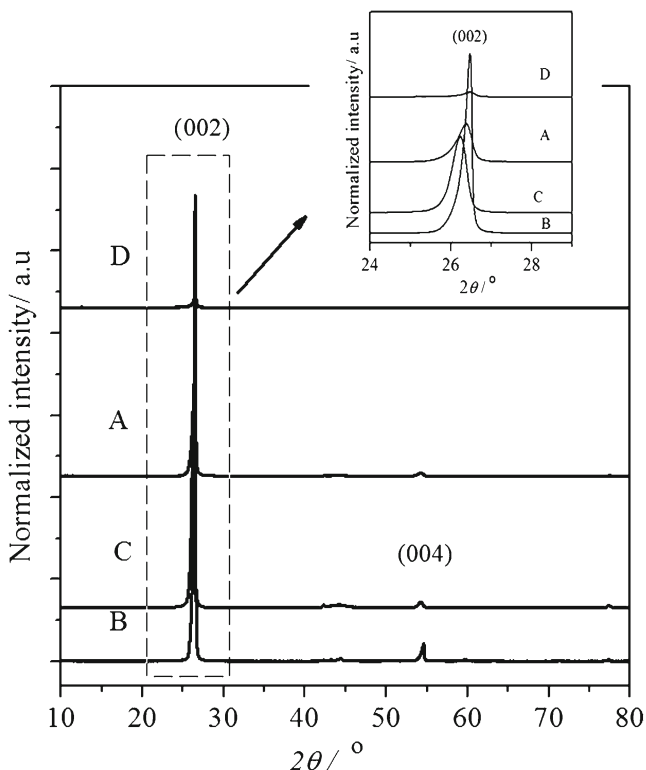 (002)
D
A
C
B
Normalized intensity/ a.u
24 26 28
2θ/ °
(002)
D
A
C
(004)
B
Normalized intensity/ a.u
10 20 30 40 50 60 70 80
2θ / °